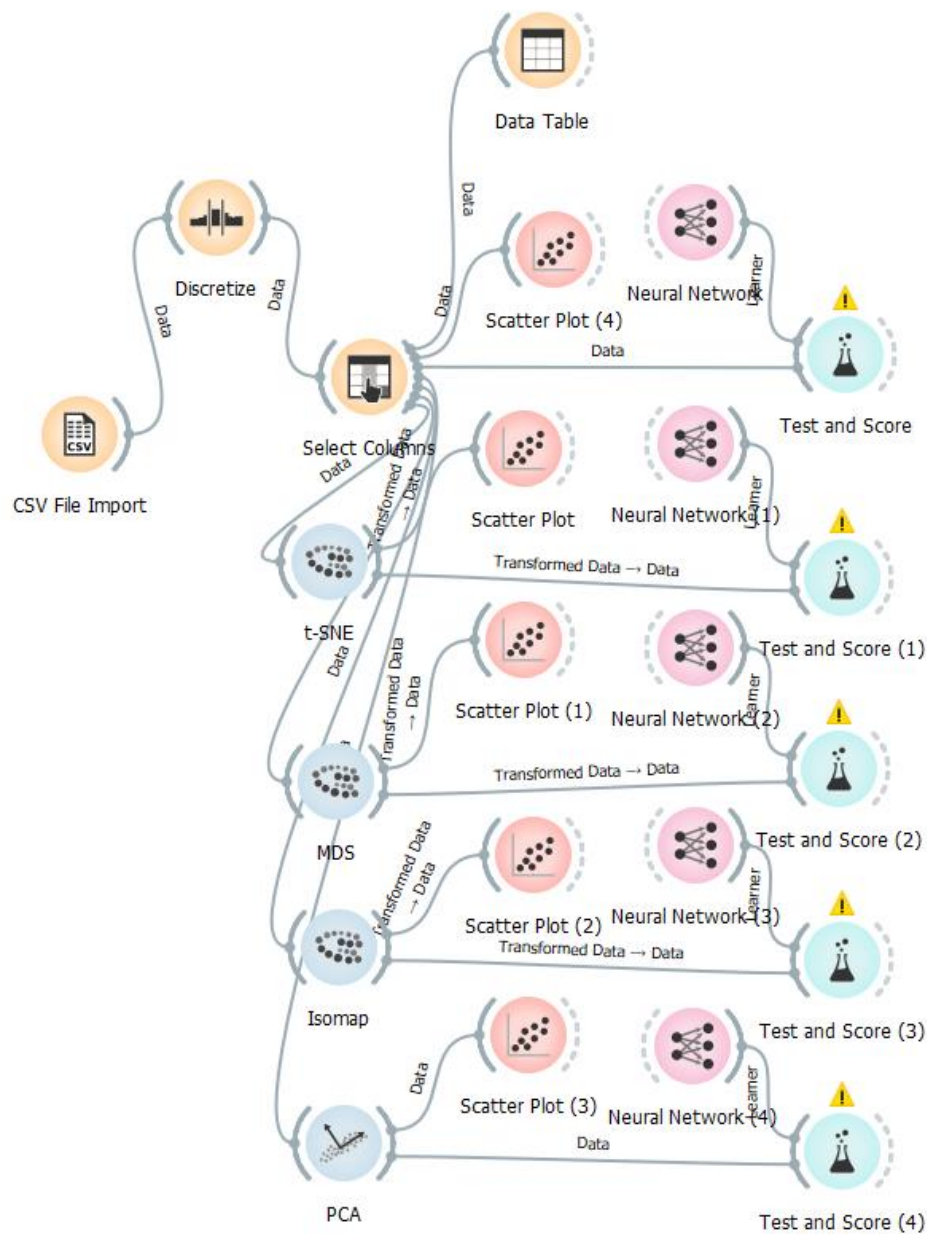 Data Table
Data
Discretize
Data
Data
Data
Scatter Plot (4)
Neural Network
Learner
Data
Select Columns
Test and Score
CSV
CSV File Import
Data
Transformed Data
→ Data
Scatter Plot
Neural Network (1)
Learner
Transformed Data → Data
t-SNE
Test and Score (1)
Data
Transformed Data
→ Data
Scatter Plot (1)
Neural Network (2)
Learner
Transformed Data → Data
MDS
Test and Score (2)
Transformed Data
→ Data
Scatter Plot (2)
Neural Network (3)
Learner
Transformed Data → Data
Isomap
Test and Score (3)
Data
Scatter Plot (3)
Neural Network (4)
Learner
Data
PCA
Test and Score (4)